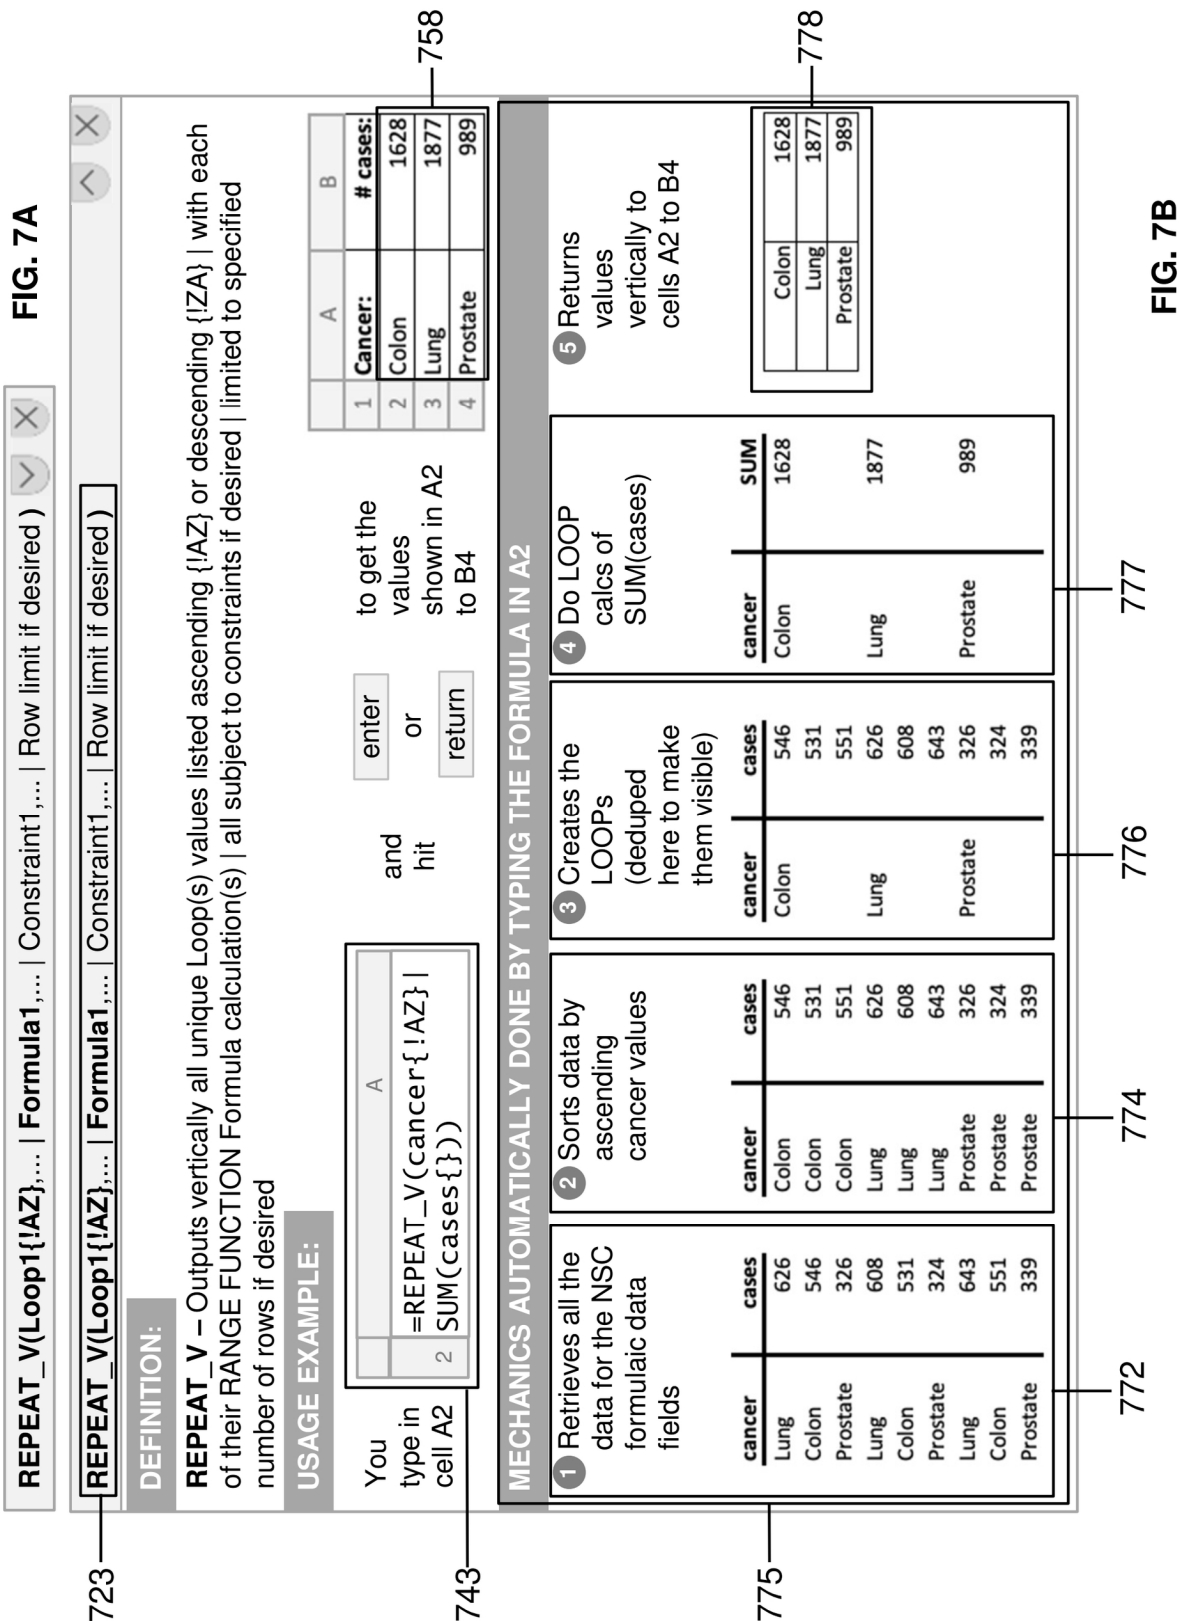 FIG. 7A
REPEAT_V(Loop1{!AZ},... | Formula1,... | Constraint1,... | Row limit if desired )
723
REPEAT_V(Loop1{!AZ},... | Formula1,... | Constraint1,... | Row limit if desired )
DEFINITION:
REPEAT_V – Outputs vertically all unique Loop(s) values listed ascending {!AZ} or descending {!ZA} | with each
of their RANGE FUNCTION Formula calculation(s) | all subject to constraints if desired | limited to specified
number of rows if desired
USAGE EXAMPLE:
You
type in
cell A2
A
2
=REPEAT_V(cancer{!AZ} |
SUM(cases{}))
743
and
hit
enter
or
return
to get the
values
shown in A2
to B4
A B
1 Cancer: # cases:
2 Colon 1628
3 Lung 1877
4 Prostate 989
758
MECHANICS AUTOMATICALLY DONE BY TYPING THE FORMULA IN A2
775
1 Retrieves all the
data for the NSC
formulaic data
fields
cancer cases
Lung 626
Colon 546
Prostate 326
Lung 608
Colon 531
Prostate 324
Lung 643
Colon 551
Prostate 339
772
2 Sorts data by
ascending
cancer values
cancer cases
Colon 546
Colon 531
Colon 551
Lung 626
Lung 608
Lung 643
Prostate 326
Prostate 324
Prostate 339
774
3 Creates the
LOOPs
(deduped
here to make
them visible)
cancer cases
Colon 546
531
551
Lung 626
608
643
Prostate 326
324
339
776
4 Do LOOP
calcs of
SUM(cases)
cancer SUM
Colon 1628
Lung 1877
Prostate 989
777
5 Returns
values
vertically to
cells A2 to B4
Colon 1628
Lung 1877
Prostate 989
778
FIG. 7B